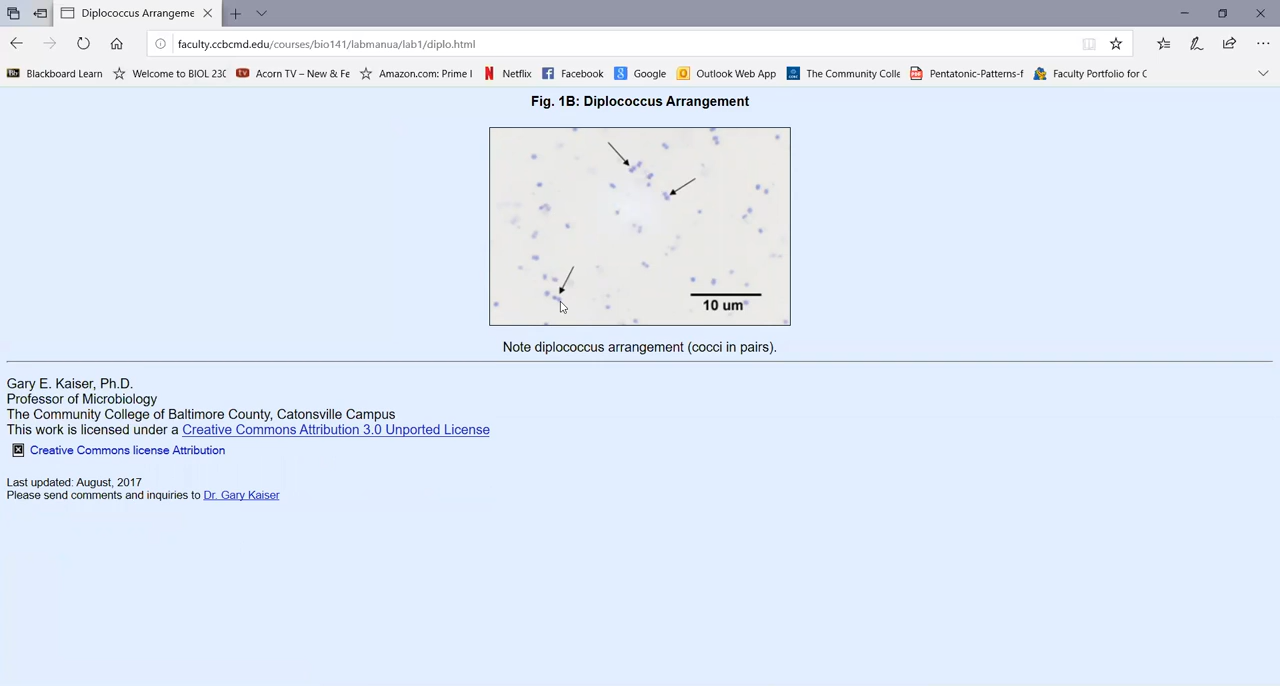 Diplococcus Arrangeme
faculty.ccbcmd.edu/courses/bio141/labmanua/lab1/diplo.html
Blackboard Learn Welcome to BIOL 230 Acorn TV – New & Fe Amazon.com: Prime I Netflix Facebook Google Outlook Web App The Community Colle Pentatonic-Patterns-f Faculty Portfolio for C
Fig. 1B: Diplococcus Arrangement
10 um
Note diplococcus arrangement (cocci in pairs).
Gary E. Kaiser, Ph.D.
Professor of Microbiology
The Community College of Baltimore County, Catonsville Campus
This work is licensed under a Creative Commons Attribution 3.0 Unported License
Creative Commons license Attribution
Last updated: August, 2017
Please send comments and inquiries to Dr. Gary Kaiser